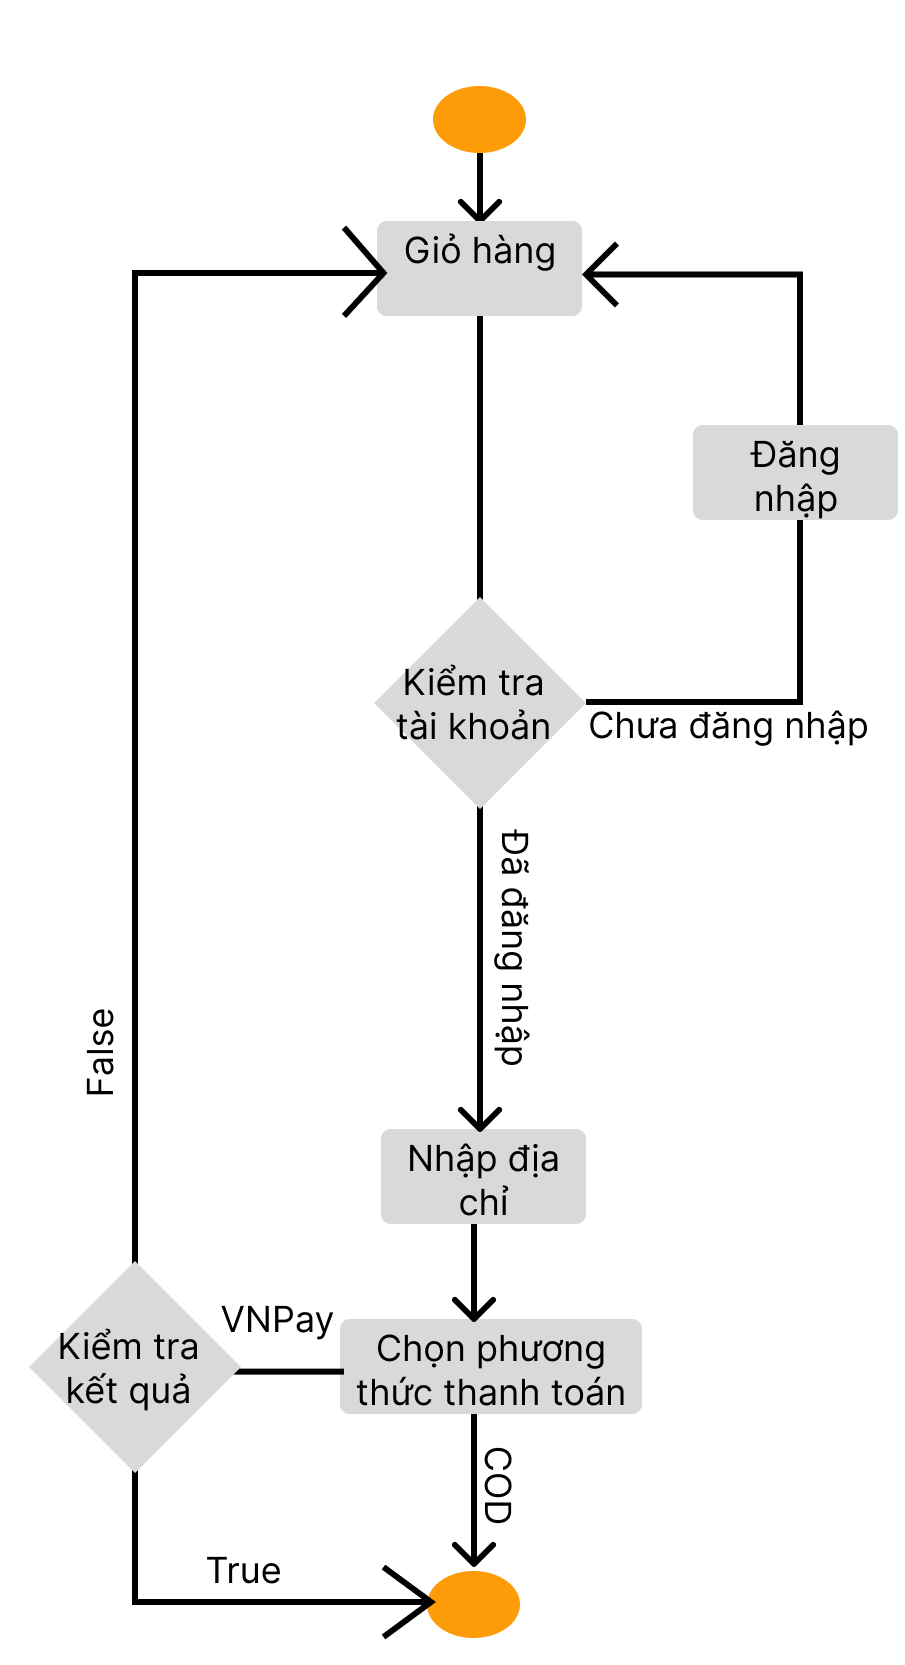 Giỏ hàng
Đăng
nhập
Kiểm tra
tài khoản
Chưa đăng nhập
Đã đăng nhập
False
Nhập địa
chỉ
VNPay
Chọn phương
thức thanh toán
Kiểm tra
kết quả
COD
True